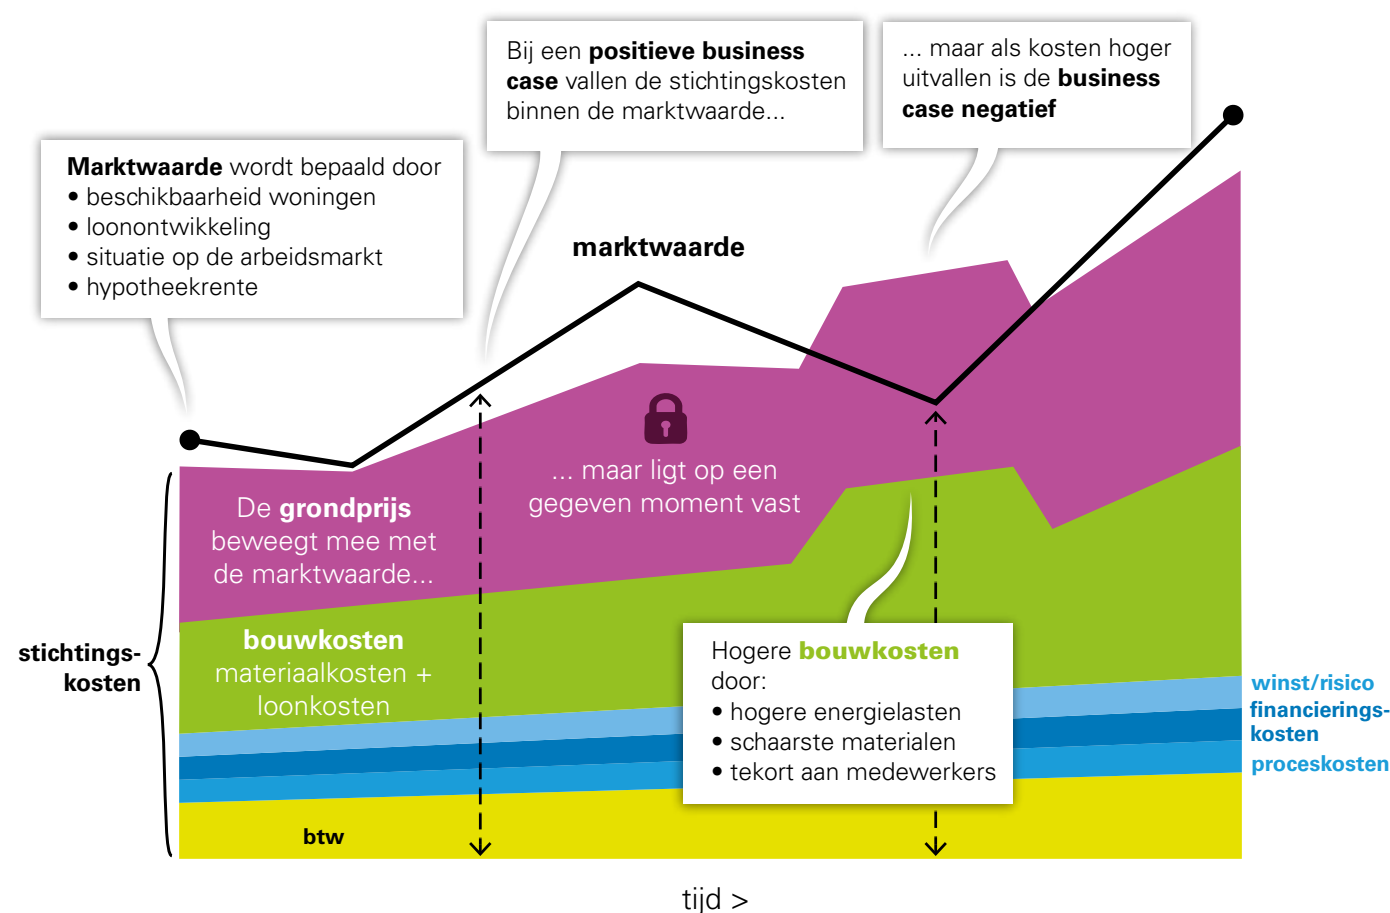 Bij een positieve business
case vallen de stichtingskosten
binnen de marktwaarde...
... maar als kosten hoger
uitvallen is de business
case negatief
Marktwaarde wordt bepaald door
• beschikbaarheid woningen
• loonontwikkeling
• situatie op de arbeidsmarkt
• hypotheekrente
marktwaarde
De grondprijs
beweegt mee met
de marktwaarde...
... maar ligt op een
gegeven moment vast
stichtings-
kosten
bouwkosten
materiaalkosten +
loonkosten
Hogere bouwkosten
door:
• hogere energielasten
• schaarste materialen
• tekort aan medewerkers
winst/risico
financierings-
kosten
proceskosten
btw
tijd >